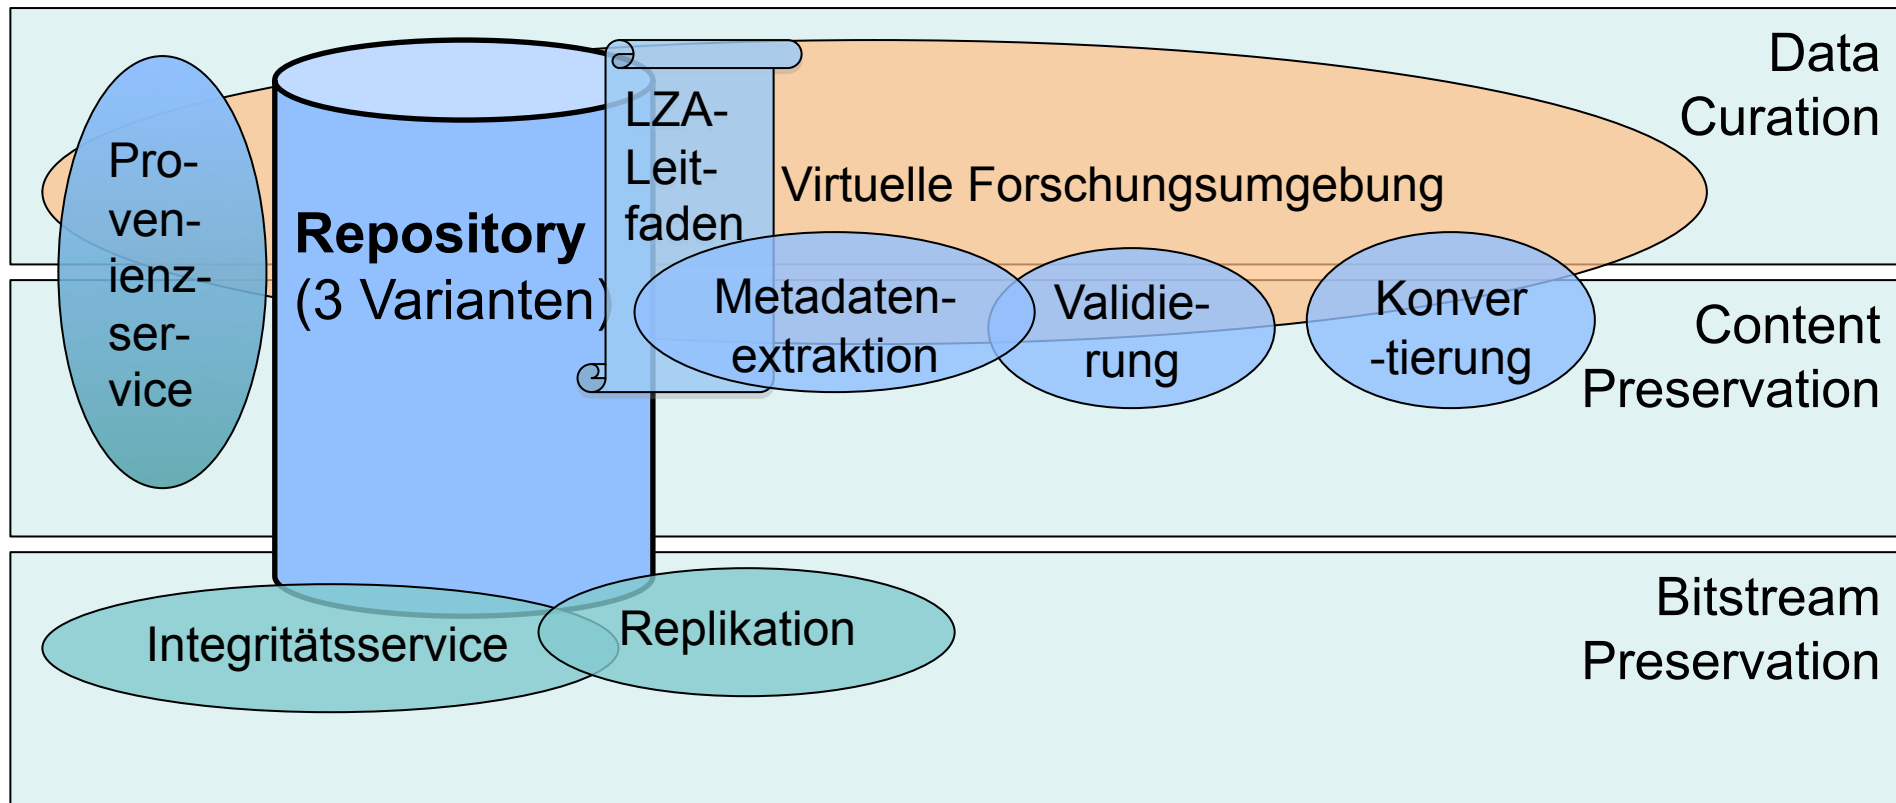 Data
Curation
Pro-
ven-
ienz-
ser-
vice
Repository
(3 Varianten)
LZA-
Leit-
faden
Virtuelle Forschungsumgebung
Metadaten-
extraktion
Validie-
rung
Konver
-tierung
Content
Preservation
Integritätsservice
Replikation
Bitstream
Preservation